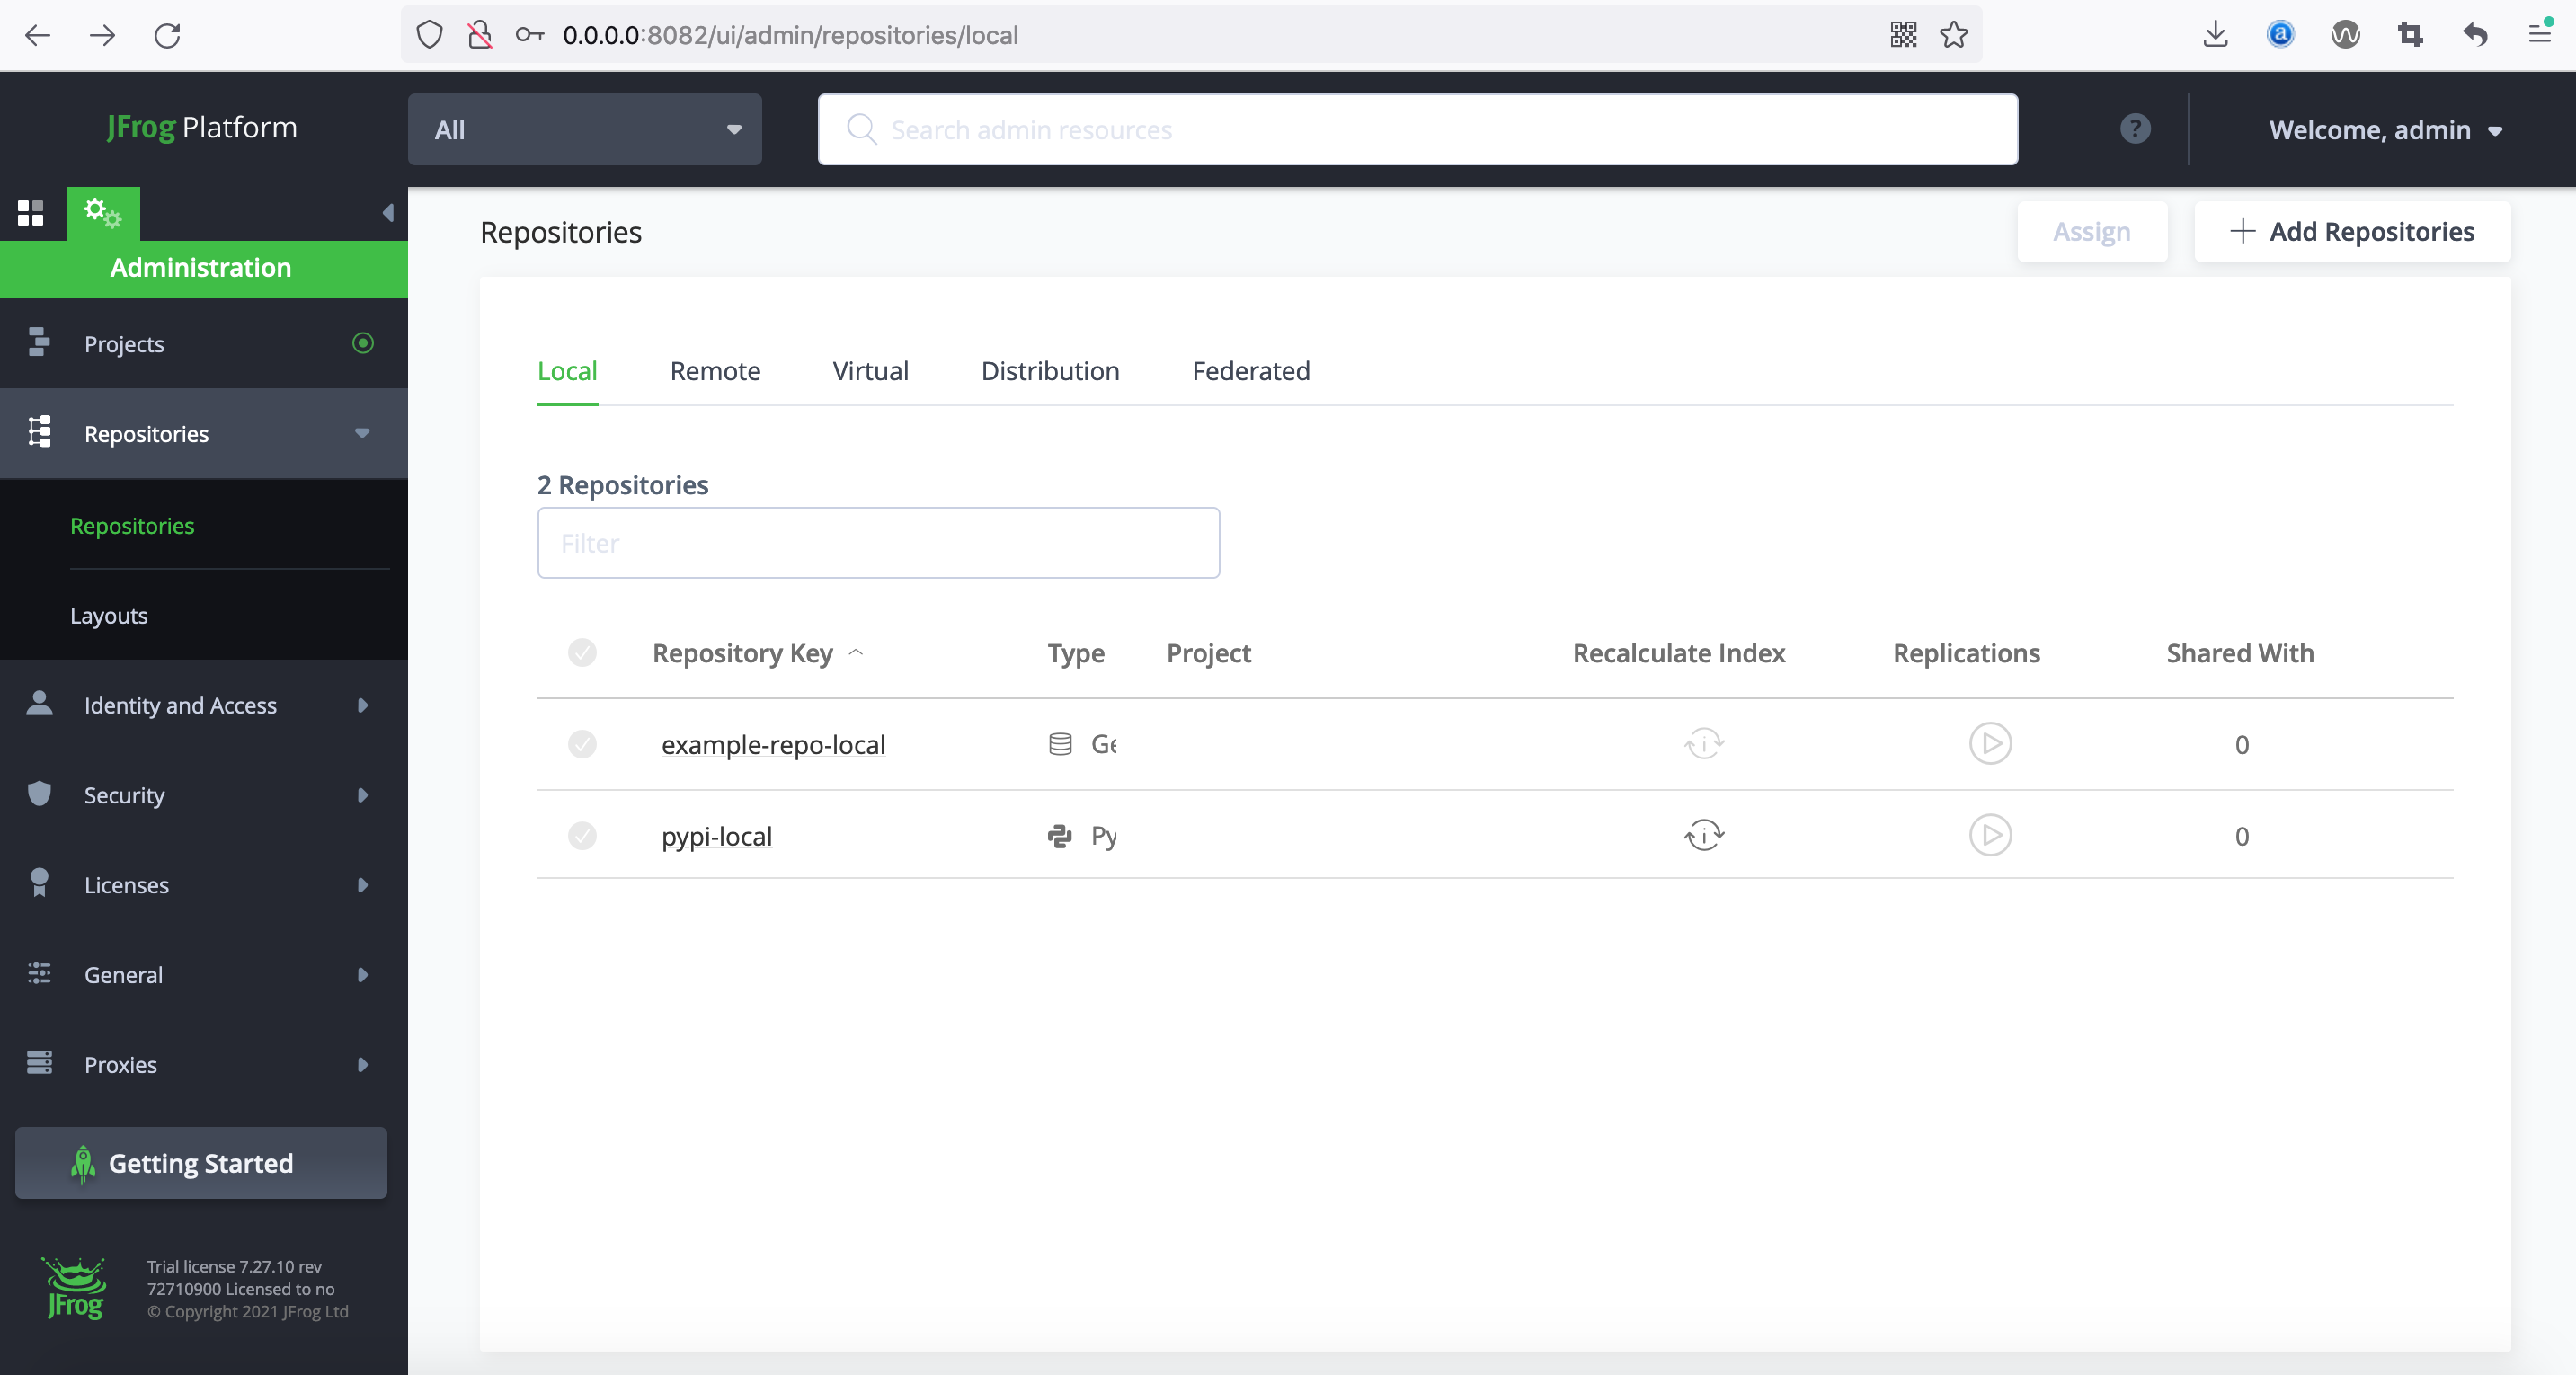 0.0.0.0:8082/ui/admin/repositories/local
JFrog Platform
All
Search admin resources
?
Welcome, admin
Administration
Repositories
Assign
+ Add Repositories
Projects
Repositories
Repositories
Layouts
Identity and Access
Security
Licenses
General
Proxies
Getting Started
JFrog
Trial license 7.27.10 rev
72710900 Licensed to no
© Copyright 2021 JFrog Ltd
Local Remote Virtual Distribution Federated
2 Repositories
Filter
Repository Key Type Project Recalculate Index Replications Shared With
example-repo-local Ge 0
pypi-local Py 0